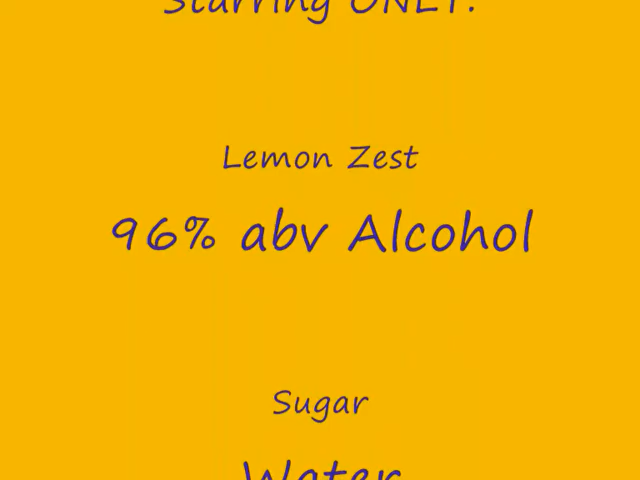 Starring ONLY:
Lemon Zest
96% abv Alcohol
Sugar
Water